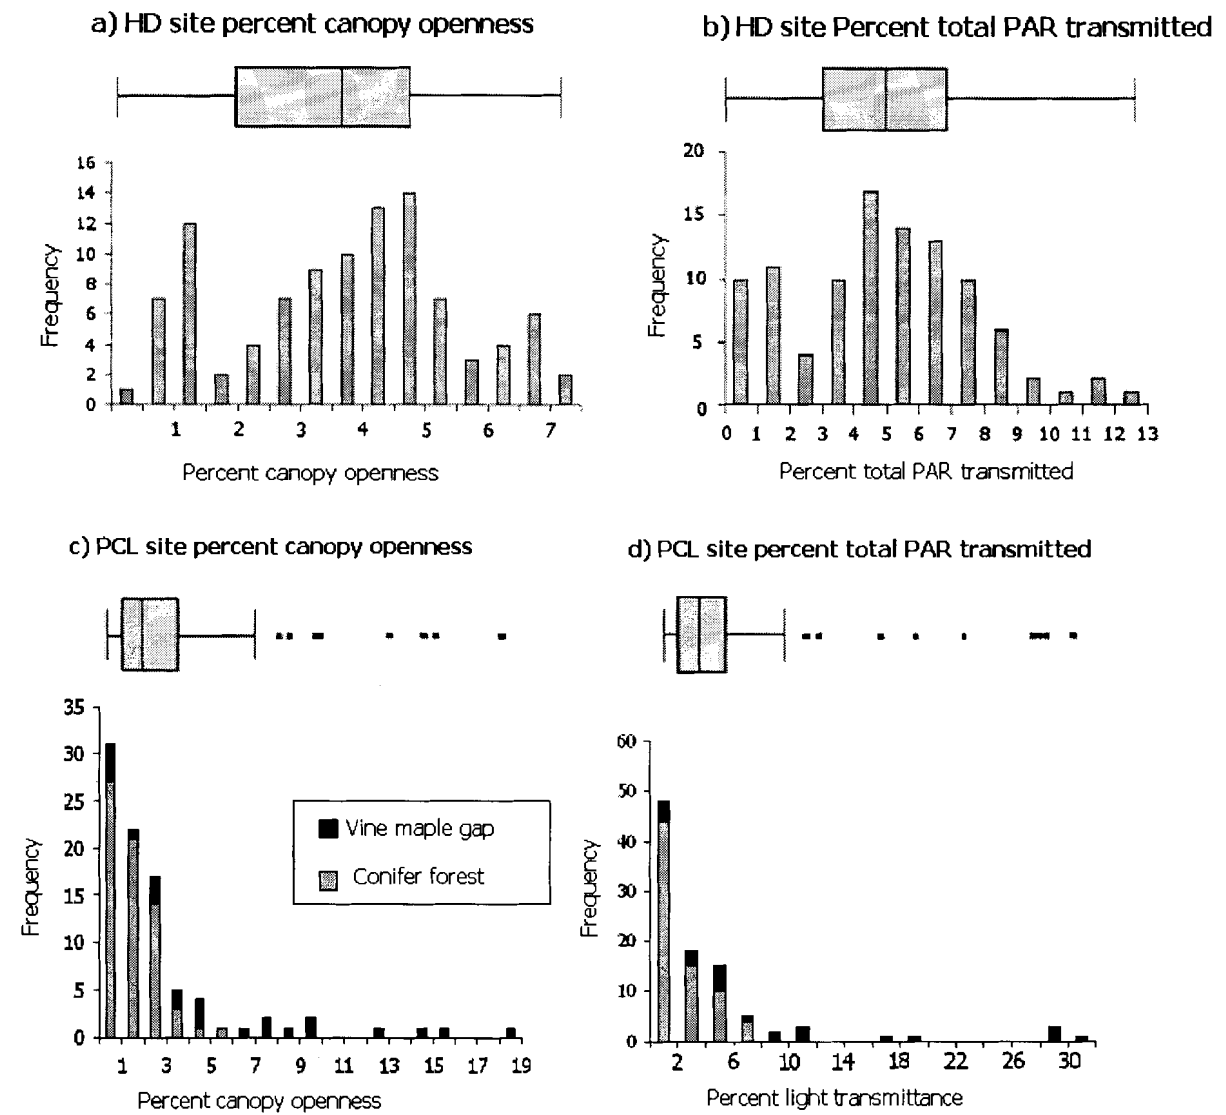 a) HD site percent canopy openness
16
14
12
10
8
6
4
2
0
Frequency
1 2 3 4 5 6 7
Percent canopy openness
b) HD site Percent total PAR transmitted
20
15
10
5
0
Frequency
0 1 2 3 4 5 6 7 8 9 10 11 12 13
Percent total PAR transmitted
c) PCL site percent canopy openness
35
30
25
20
15
10
5
0
Frequency
Vine maple gap
Conifer forest
1 3 5 7 9 11 13 15 17 19
Percent canopy openness
d) PCL site percent total PAR transmitted
60
50
40
30
20
10
0
Frequency
2 6 10 14 18 22 26 30
Percent light transmittance